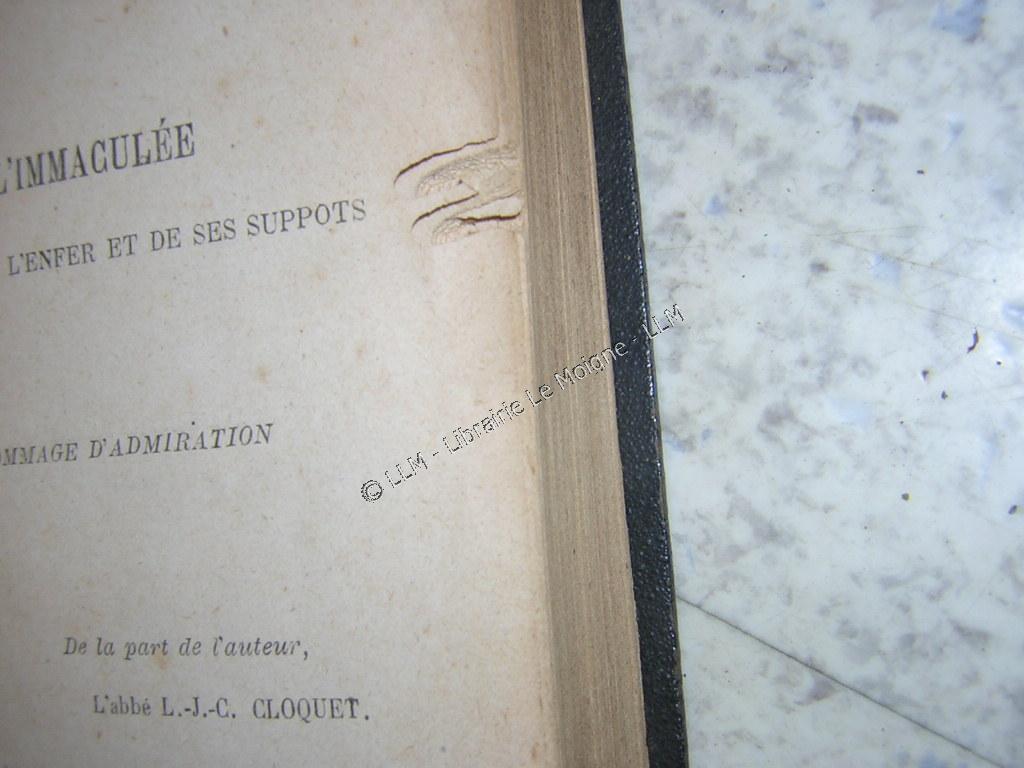 L'IMMACULÉE
L'ENFER ET DE SES SUPPOTS
OMMAGE D'ADMIRATION
De la part de l'auteur,
L'abbé L.-J.-C. CLOQUET.
© LLM - Librairie Le Moigne - LLM